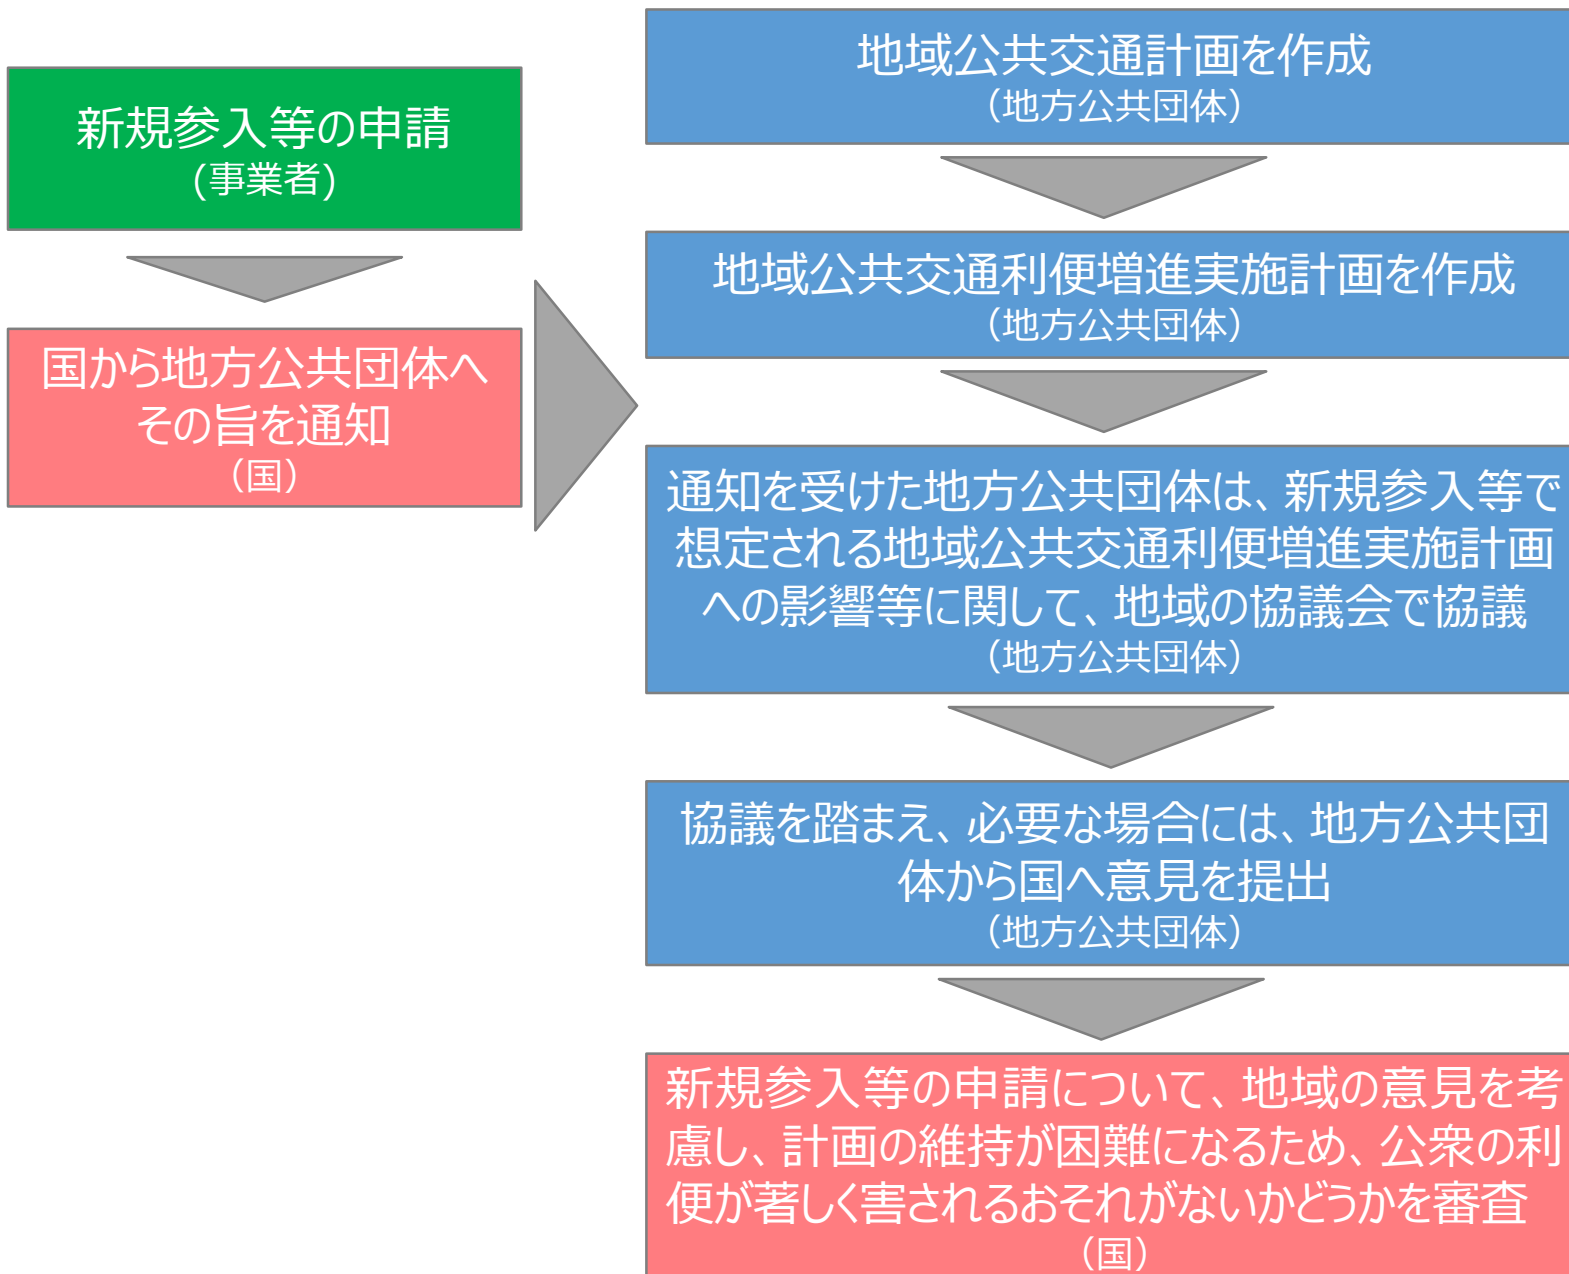 新規参入等の申請
(事業者)
国から地方公共団体へ
その旨を通知
（国）
地域公共交通計画を作成
（地方公共団体）
地域公共交通利便増進実施計画を作成
（地方公共団体）
通知を受けた地方公共団体は、新規参入等で
想定される地域公共交通利便増進実施計画
への影響等に関して、地域の協議会で協議
（地方公共団体）
協議を踏まえ、必要な場合には、地方公共団
体から国へ意見を提出
（地方公共団体）
新規参入等の申請について、地域の意見を考
慮し、計画の維持が困難になるため、公衆の利
便が著しく害されるおそれがないかどうかを審査
（国）